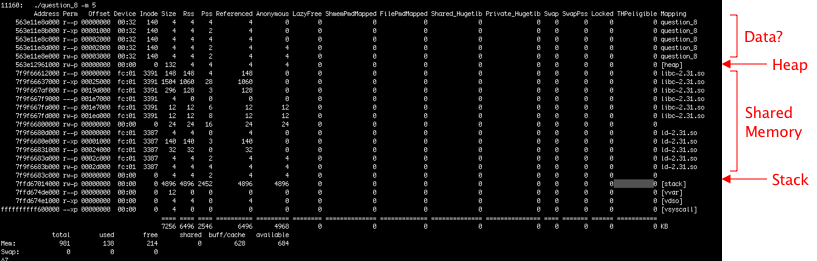 11160: ./question_8 -m 5
Address Perm Offset Device Inode Size Rss Pss Referenced Anonymous LazyFree ShmemPmdMapped FilePmdMapped Shared_Hugetlb Private_Hugetlb Swap SwapPss Locked THPeligible Mapping
563e11e8a000 r--p 00000000 00:32 140 4 4 4 4 4 0 0 0 0 0 0 0 0 0 question_8
563e11e8b000 00:32 140 4 4 2 4 0 0 0 0 0 0 0 0 0 0 question_8
00:32 140 4 4 4 4 0 0 0 0 0 0 0 0 0 question_8
00:32 140 4 4 2 4 4 0 0 0 0 0 0 0 0 0 question_8
00:32 140 4 4 2 4 4 0 0 0 0 0 0 0 0 0 question_8
563e12961000 rw-p 00000000 00:00 0 132 4 4 4 4 0 0 0 0 0 0 0 0 0 [heap]
7f9f66612000 r--p 00000000 fc:01 3391 148 148 4 148 0 0 0 0 0 0 0 0 0 0 libc-2.31.so
7f9f66637000 r-xp 00025000 fc:01 3391 1504 1060 28 1060 0 0 0 0 0 0 0 0 0 0 libc-2.31.so
7f9f667af000 r--p 0019d000 fc:01 3391 296 128 3 128 0 0 0 0 0 0 0 0 0 0 libc-2.31.so
7f9f667f9000 ---p 001e7000 fc:01 3391 4 0 0 0 0 0 0 0 0 0 0 0 0 0 libc-2.31.so
7f9f667fa000 r--p 001e7000 fc:01 3391 12 12 6 12 12 0 0 0 0 0 0 0 0 0 libc-2.31.so
7f9f667fd000 rw-p 001ea000 fc:01 3391 12 12 8 12 12 0 0 0 0 0 0 0 0 0 libc-2.31.so
7f9f66800000 rw-p 00000000 00:00 0 24 24 16 24 24 0 0 0 0 0 0 0 0 0
7f9f6680d000 r--p 00000000 fc:01 3387 4 4 0 4 0 0 0 0 0 0 0 0 0 0 ld-2.31.so
7f9f6680e000 r-xp 00001000 fc:01 3387 140 140 3 140 0 0 0 0 0 0 0 0 0 0 ld-2.31.so
7f9f66831000 r--p 00024000 fc:01 3387 32 32 0 32 0 0 0 0 0 0 0 0 0 0 ld-2.31.so
7f9f6683a000 r--p 0002c000 fc:01 3387 4 4 2 4 4 0 0 0 0 0 0 0 0 0 ld-2.31.so
7f9f6683b000 rw-p 0002d000 fc:01 3387 4 4 4 4 4 0 0 0 0 0 0 0 0 0 ld-2.31.so
7f9f6683c000 rw-p 00000000 00:00 0 4 4 2 4 4 0 0 0 0 0 0 0 0 0
7ffd67014000 rw-p 00000000 00:00 0 4896 4896 2452 4896 4896 0 0 0 0 0 0 0 0 0 [stack]
7ffd674de000 r--p 00000000 00:00 0 12 0 0 0 0 0 0 0 0 0 0 0 0 0 [vvar]
7ffd674e1000 r-xp 00000000 00:00 0 4 4 0 4 0 0 0 0 0 0 0 0 0 0 [vdso]
ffffffffff600000 --xp 00000000 00:00 0 4 0 0 0 0 0 0 0 0 0 0 0 0 0 [vsyscall]
7256 6496 2546 6496 4968 0 0 0 0 0 0 0 0 0 KB
total used free shared buff/cache available
Mem: 981 138 214 0 628 684
Swap: 0 0 0
Data?
Heap
Shared
Memory
Stack